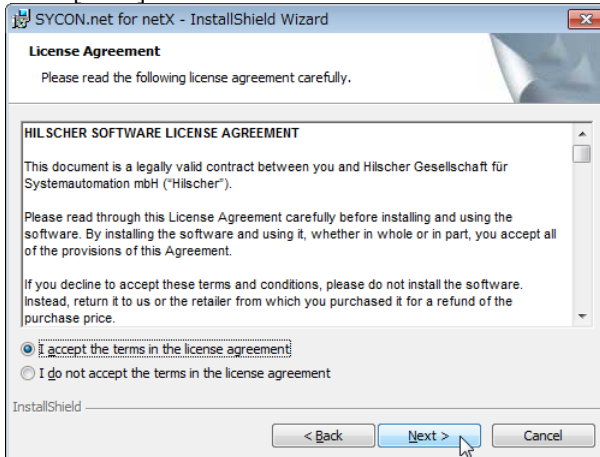 SYCON.net for netX - InstallShield Wizard
License Agreement
Please read the following license agreement carefully.
HILSCHER SOFTWARE LICENSE AGREEMENT
This document is a legally valid contract between you and Hilscher Gesellschaft für
Systemautomation mbH ("Hilscher").
Please read through this License Agreement carefully before installing and using the
software. By installing the software and using it, whether in whole or in part, you accept all
of the provisions of this Agreement.
If you decline to accept these terms and conditions, please do not install the software.
Instead, return it to us or the retailer from which you purchased it for a refund of the
purchase price.
I accept the terms in the license agreement
I do not accept the terms in the license agreement
InstallShield
< Back
Next >
Cancel